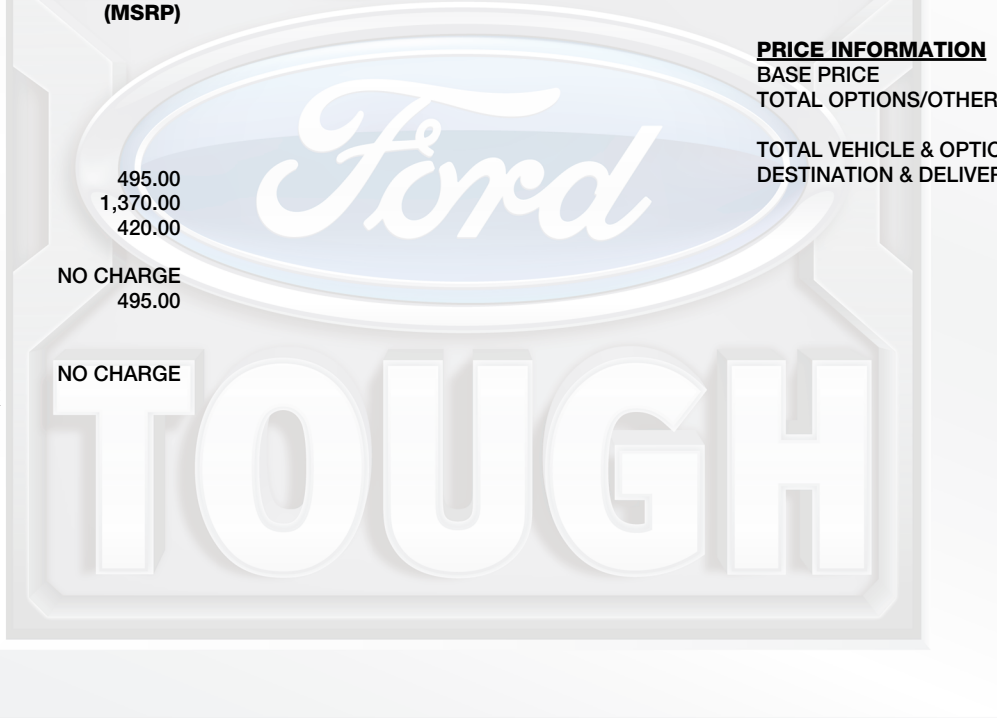 (MSRP)
495.00
1,370.00
420.00
NO CHARGE
495.00
NO CHARGE
PRICE INFORMATION
BASE PRICE
TOTAL OPTIONS/OTHER
TOTAL VEHICLE & OPTIO
DESTINATION & DELIVER
Ford
TOUGH